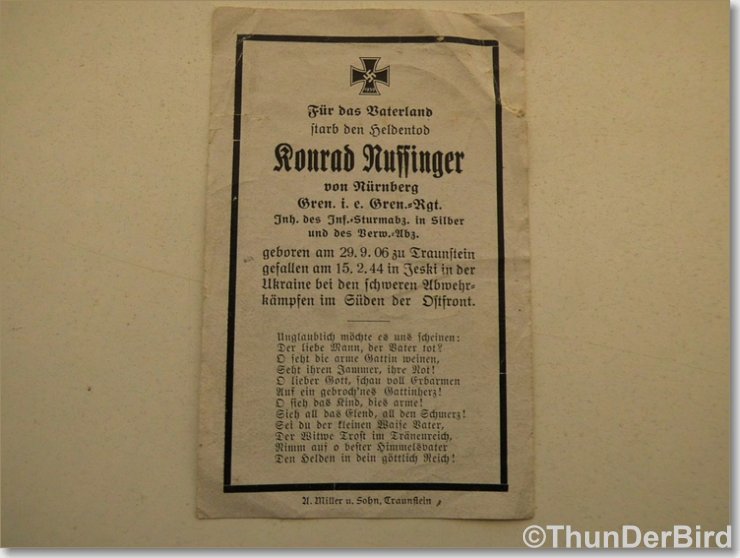 Für das Vaterland
starb den Heldentod
Konrad Nussinger
von Nürnberg
Gren. i. e. Gren.-Rgt.
Inh. des Inf.-Sturmabz. in Silber
und des Verw.-Abz.
geboren am 29. 9. 06 zu Traunstein
gefallen am 15. 2. 44 in Jeski in der
Ukraine bei den schweren Abwehr-
kämpfen im Süden der Ostfront.
Unglaublich möchte es uns scheinen:
Der liebe Mann, der Vater tot?
O seht die arme Gattin weinen,
Seht ihren Jammer, ihre Not!
O lieber Gott, schau voll Erbarmen
Auf ein gebroch'nes Gattinherz!
O sieh das Kind, dies arme!
Sieh all das Elend, all den Schmerz!
Sei du der kleinen Waise Vater,
Der Witwe Trost im Tränenreich,
Nimm auf o bester Himmelsvater
Den Helden in dein göttlich Reich!
A. Miller u. Sohn, Traunstein
©ThunDerBird